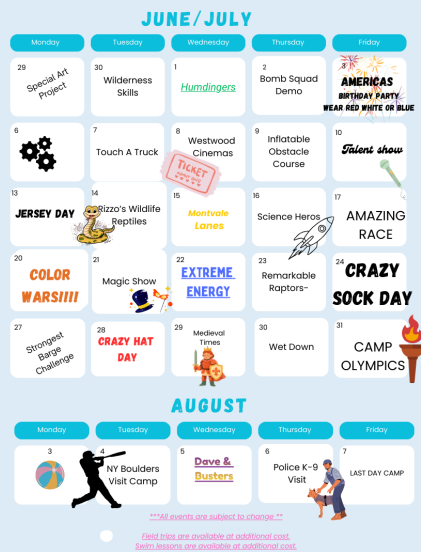 JUNE/JULY
Monday Tuesday Wednesday Thursday Friday
29
Special Art
Project
30
Wilderness
Skills
1
Humdingers
2
Bomb Squad
Demo
3
AMERICAS
BIRTHDAY PARTY
WEAR RED WHITE OR BLUE
6
7
Touch A Truck
8
Westwood
Cinemas
TICKET
9
Inflatable
Obstacle
Course
10
Talent show
13
JERSEY DAY
14
Rizzo's Wildlife
Reptiles
15
Montvale
Lanes
16
Science Heros
17
AMAZING
RACE
20
COLOR
WARS!!!!
21
Magic Show
22
EXTREME
ENERGY
23
Remarkable
Raptors-
24
CRAZY
SOCK DAY
27
Strongest
Barge
Challenge
28
CRAZY HAT
DAY
29
Medieval
Times
30
Wet Down
31
CAMP
OLYMPICS
AUGUST
Monday Tuesday Wednesday Thursday Friday
3
4
NY Boulders
Visit Camp
5
Dave &
Busters
6
Police K-9
Visit
7
LAST DAY CAMP
***All events are subject to change **
Field trips are available at additional cost.
Swim lessons are available at additional cost.